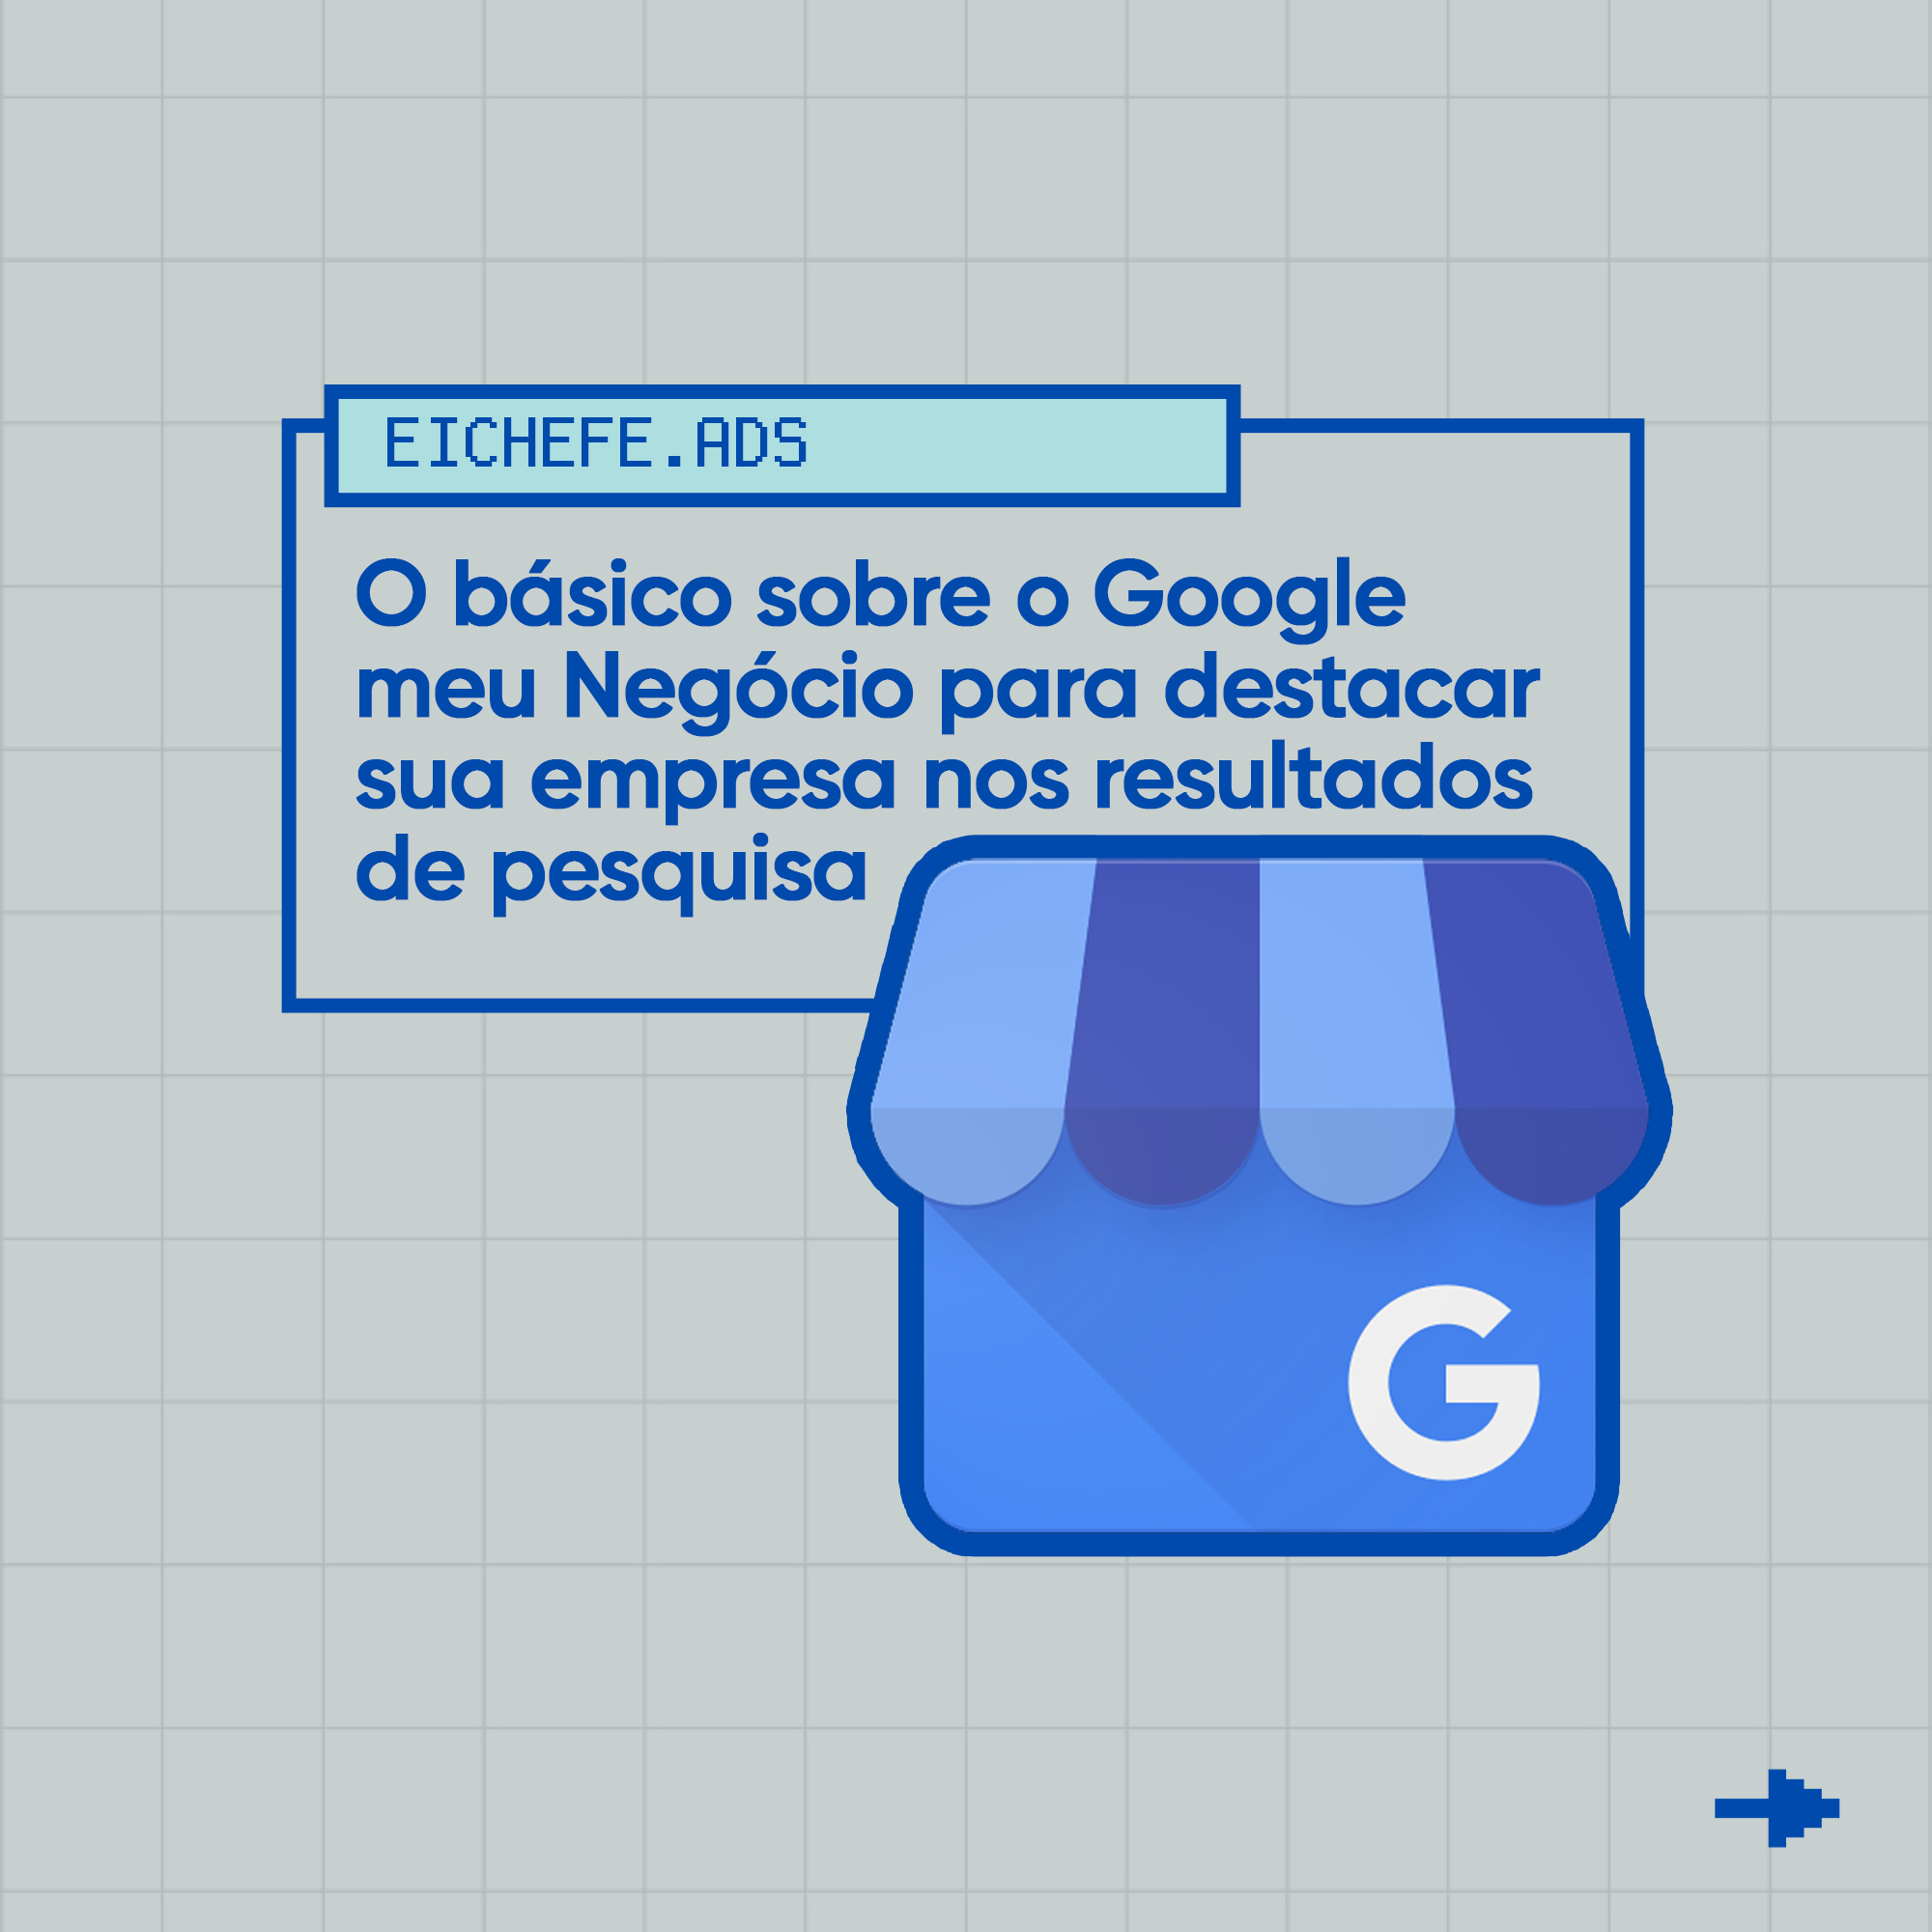 EICHEFE.ADS
O básico sobre o Google
meu Negócio para destacar
sua empresa nos resultados
de pesquisa
G